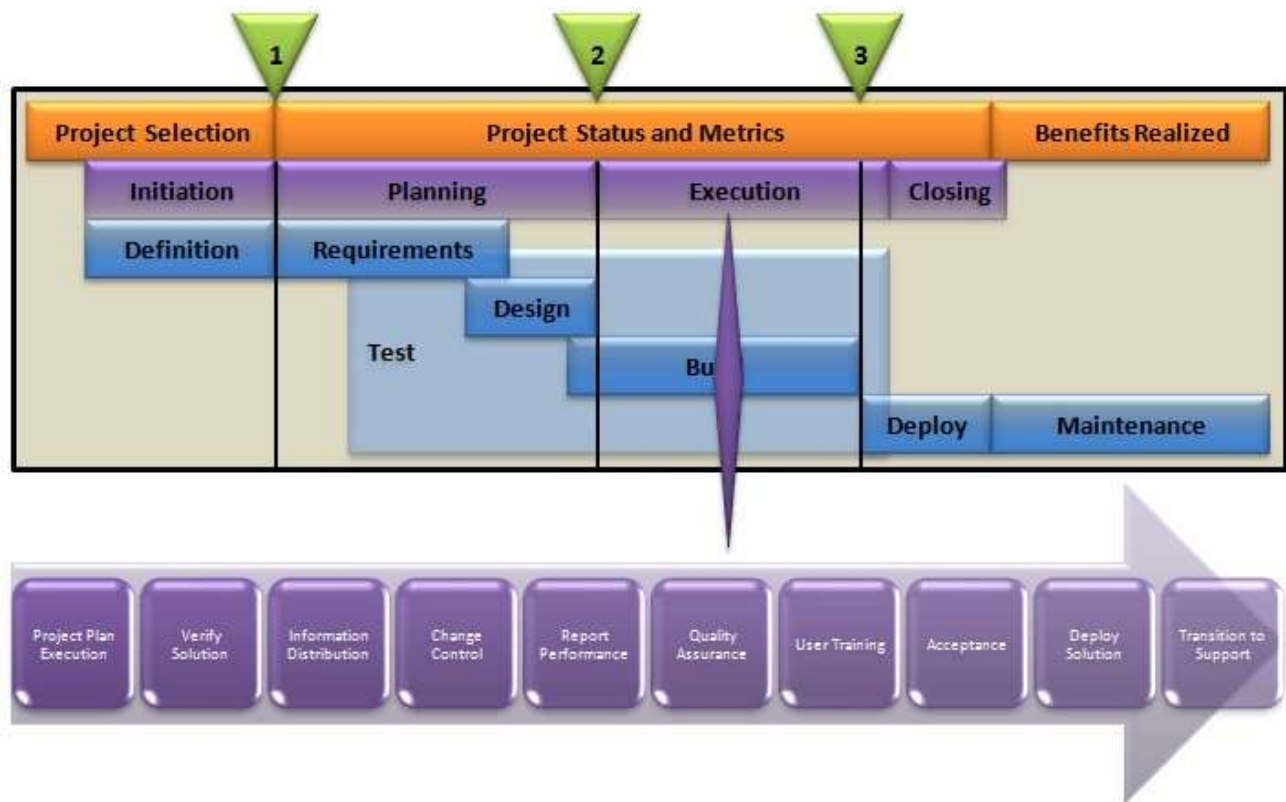 1
2
3
Project Selection
Project Status and Metrics
Benefits Realized
Initiation
Planning
Execution
Closing
Definition
Requirements
Design
Test
Bu
Deploy
Maintenance
Project Plan
Execution
Verify
Solution
Information
Distribution
Change
Control
Report
Performance
Quality
Assurance
User Training
Acceptance
Deploy
Solution
Transition to
Support